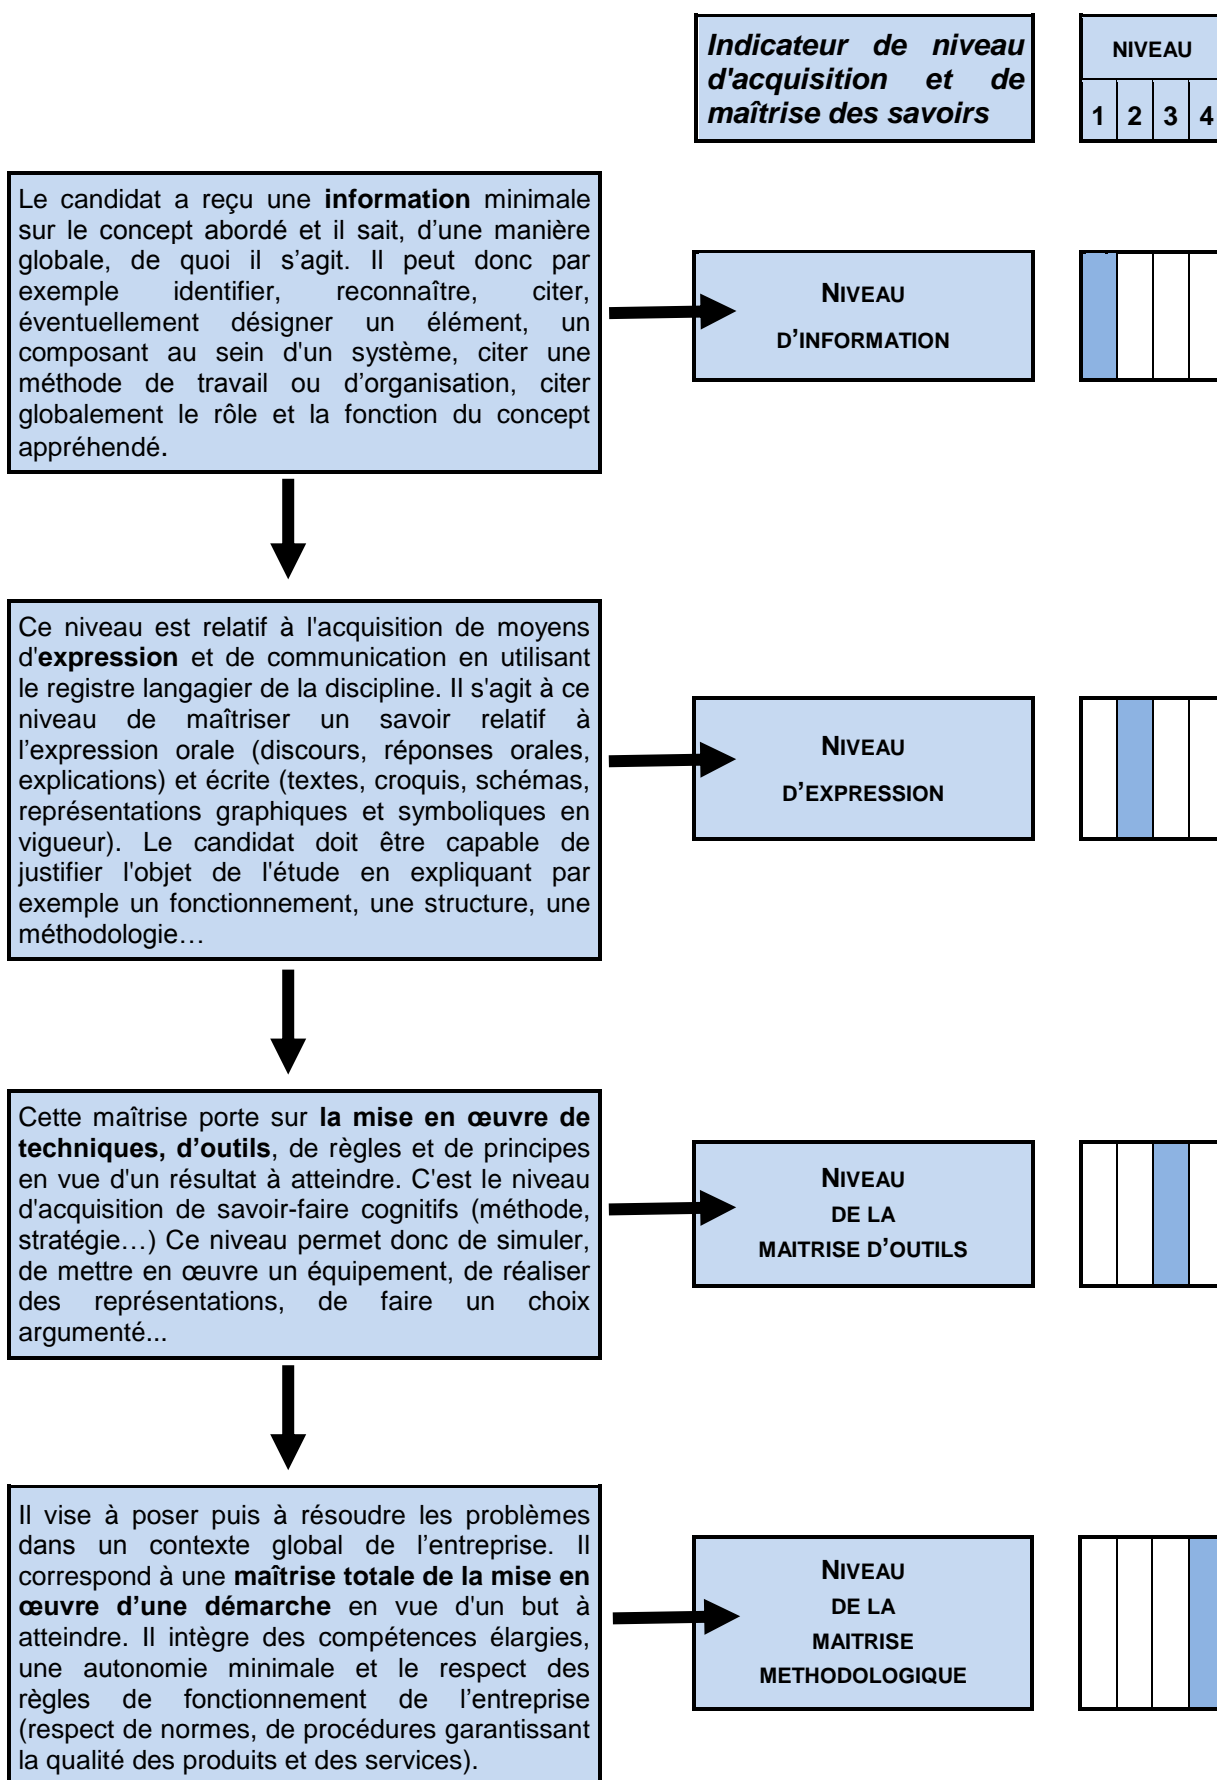 Indicateur de niveau
d'acquisition et de
maîtrise des savoirs
NIVEAU
1 2 3 4
Le candidat a reçu une information minimale
sur le concept abordé et il sait, d’une manière
globale, de quoi il s’agit. Il peut donc par
exemple identifier, reconnaître, citer,
éventuellement désigner un élément, un
composant au sein d'un système, citer une
méthode de travail ou d’organisation, citer
globalement le rôle et la fonction du concept
appréhendé.
NIVEAU
D’INFORMATION
Ce niveau est relatif à l'acquisition de moyens
d'expression et de communication en utilisant
le registre langagier de la discipline. Il s'agit à ce
niveau de maîtriser un savoir relatif à
l’expression orale (discours, réponses orales,
explications) et écrite (textes, croquis, schémas,
représentations graphiques et symboliques en
vigueur). Le candidat doit être capable de
justifier l'objet de l'étude en expliquant par
exemple un fonctionnement, une structure, une
méthodologie…
NIVEAU
D’EXPRESSION
Cette maîtrise porte sur la mise en œuvre de
techniques, d’outils, de règles et de principes
en vue d'un résultat à atteindre. C'est le niveau
d'acquisition de savoir-faire cognitifs (méthode,
stratégie…) Ce niveau permet donc de simuler,
de mettre en œuvre un équipement, de réaliser
des représentations, de faire un choix
argumenté...
NIVEAU
DE LA
MAITRISE D’OUTILS
Il vise à poser puis à résoudre les problèmes
dans un contexte global de l’entreprise. Il
correspond à une maîtrise totale de la mise en
œuvre d’une démarche en vue d'un but à
atteindre. Il intègre des compétences élargies,
une autonomie minimale et le respect des
règles de fonctionnement de l’entreprise
(respect de normes, de procédures garantissant
la qualité des produits et des services).
NIVEAU
DE LA
MAITRISE
METHODOLOGIQUE